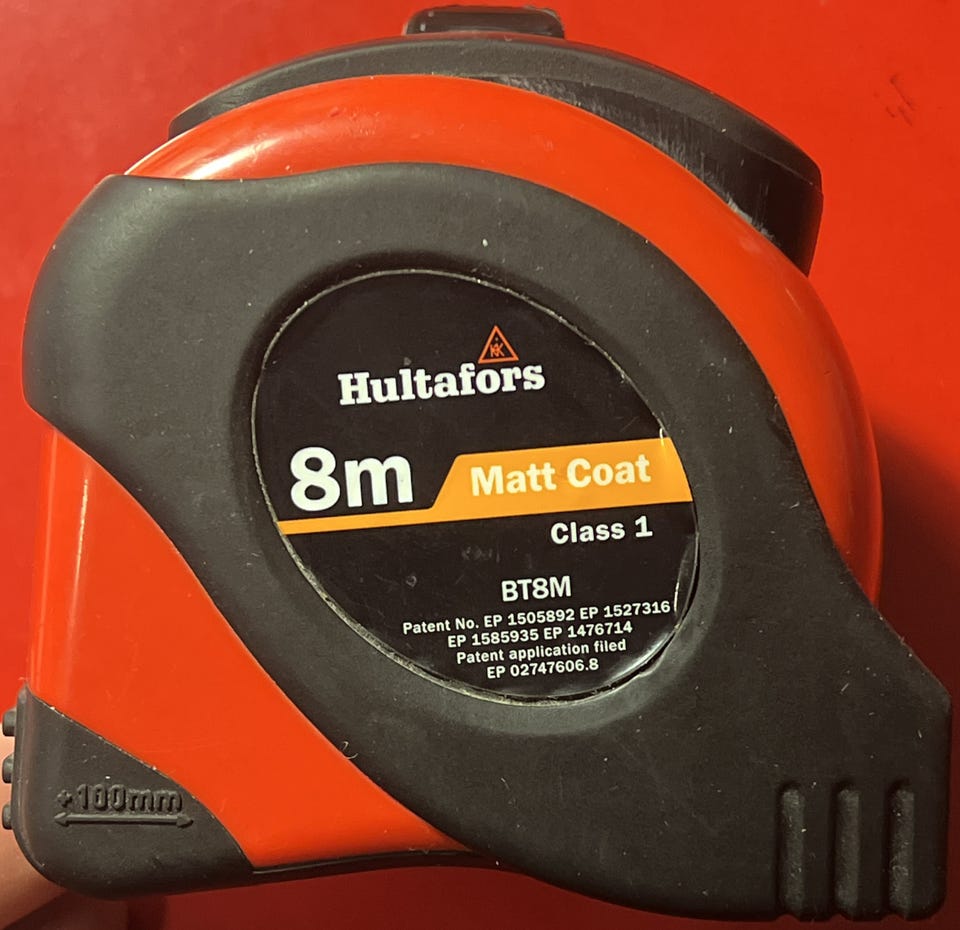 Hultafors
8m Matt Coat
Class 1
BT8M
Patent No. EP 1505892 EP 1527316
EP 1585935 EP 1476714
Patent application filed
EP 02747606.8
+100mm